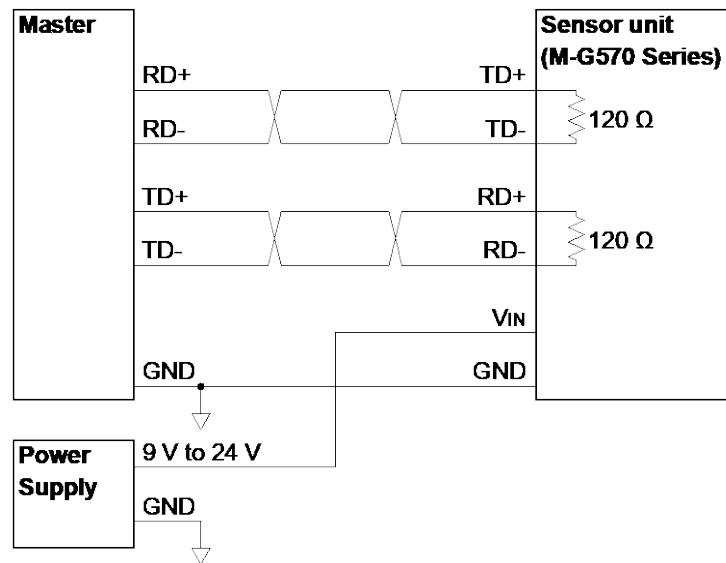 Master
Sensor unit
(M-G570 Series)
RD+
TD+
120 Ω
RD-
TD-
TD+
RD+
120 Ω
TD-
RD-
VIN
GND
GND
Power
Supply
9 V to 24 V
GND